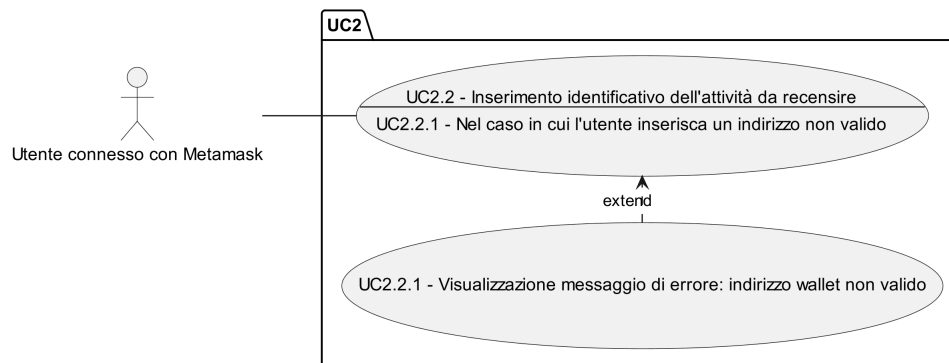 UC2
UC2.2 - Inserimento identificativo dell'attività da recensire
UC2.2.1 - Nel caso in cui l'utente inserisca un indirizzo non valido
Utente connesso con Metamask
extend
UC2.2.1 - Visualizzazione messaggio di errore: indirizzo wallet non valido